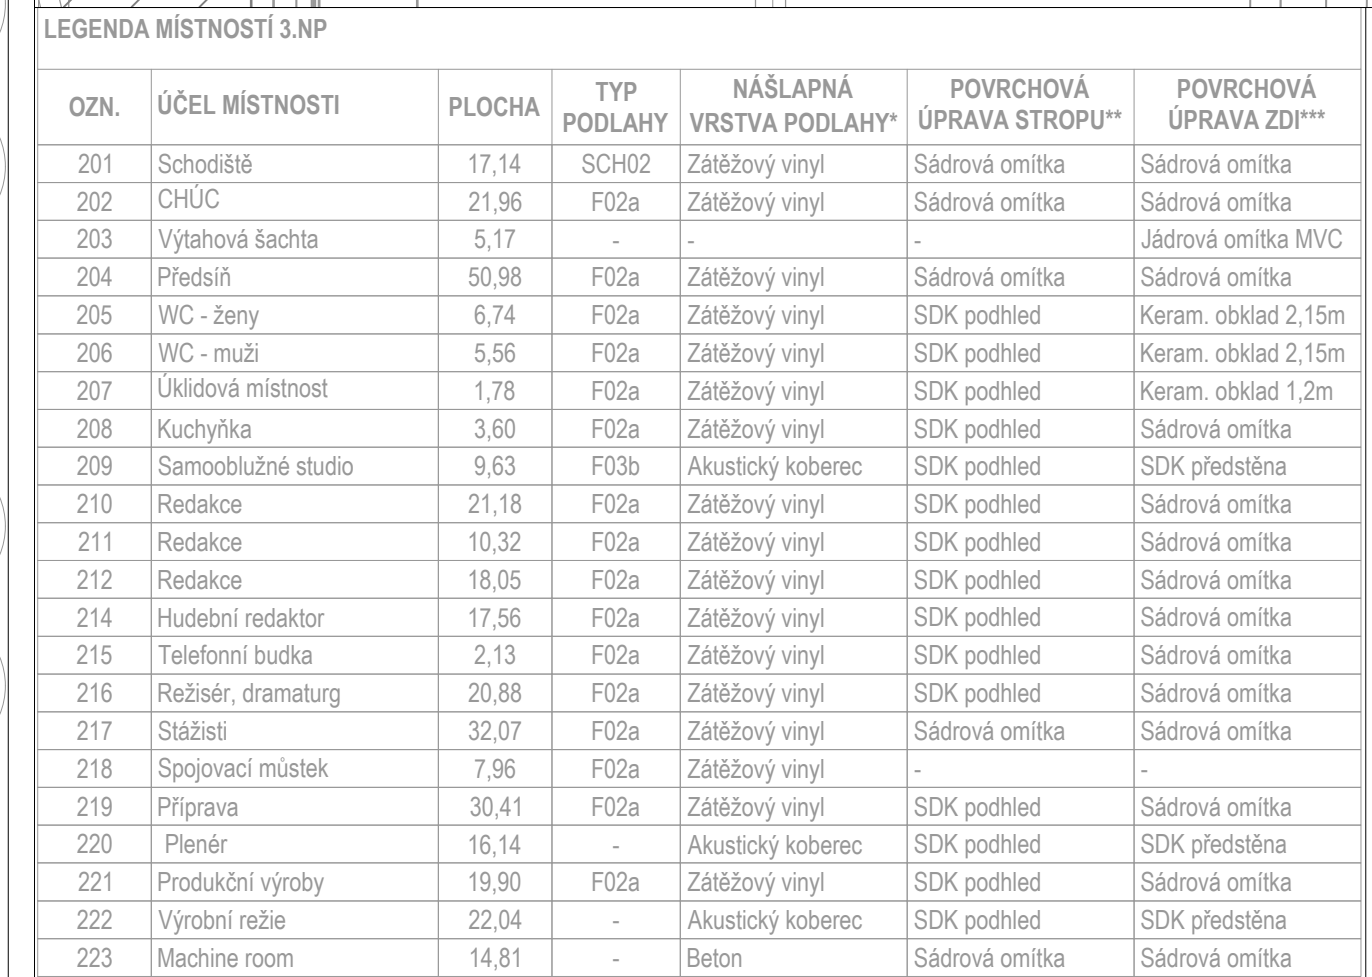 LEGENDA MÍSTNOSTÍ 3.NP
OZN. ÚČEL MÍSTNOSTI PLOCHA TYP PODLAHY NÁŠLAPNÁ VRSTVA PODLAHY* POVRCHOVÁ ÚPRAVA STROPU** POVRCHOVÁ ÚPRAVA ZDI***
201 Schodiště 17,14 SCH02 Zátěžový vinyl Sádrová omítka Sádrová omítka
202 CHÚC 21,96 F02a Zátěžový vinyl Sádrová omítka Sádrová omítka
203 Výtahová šachta 5,17 - - - Jádrová omítka MVC
204 Předsíň 50,98 F02a Zátěžový vinyl Sádrová omítka Sádrová omítka
205 WC - ženy 6,74 F02a Zátěžový vinyl SDK podhled Keram. obklad 2,15m
206 WC - muži 5,56 F02a Zátěžový vinyl SDK podhled Keram. obklad 2,15m
207 Úklidová místnost 1,78 F02a Zátěžový vinyl SDK podhled Keram. obklad 1,2m
208 Kuchyňka 3,60 F02a Zátěžový vinyl SDK podhled Sádrová omítka
209 Samooblužné studio 9,63 F03b Akustický koberec SDK podhled SDK předstěna
210 Redakce 21,18 F02a Zátěžový vinyl SDK podhled Sádrová omítka
211 Redakce 10,32 F02a Zátěžový vinyl SDK podhled Sádrová omítka
212 Redakce 18,05 F02a Zátěžový vinyl SDK podhled Sádrová omítka
214 Hudební redaktor 17,56 F02a Zátěžový vinyl SDK podhled Sádrová omítka
215 Telefonní budka 2,13 F02a Zátěžový vinyl SDK podhled Sádrová omítka
216 Režisér, dramaturg 20,88 F02a Zátěžový vinyl SDK podhled Sádrová omítka
217 Stážisti 32,07 F02a Zátěžový vinyl Sádrová omítka Sádrová omítka
218 Spojovací můstek 7,96 F02a Zátěžový vinyl - -
219 Příprava 30,41 F02a Zátěžový vinyl SDK podhled Sádrová omítka
220 Plenér 16,14 - Akustický koberec SDK podhled SDK předstěna
221 Produkční výroby 19,90 F02a Zátěžový vinyl SDK podhled Sádrová omítka
222 Výrobní režie 22,04 - Akustický koberec SDK podhled SDK předstěna
223 Machine room 14,81 - Beton Sádrová omítka Sádrová omítka